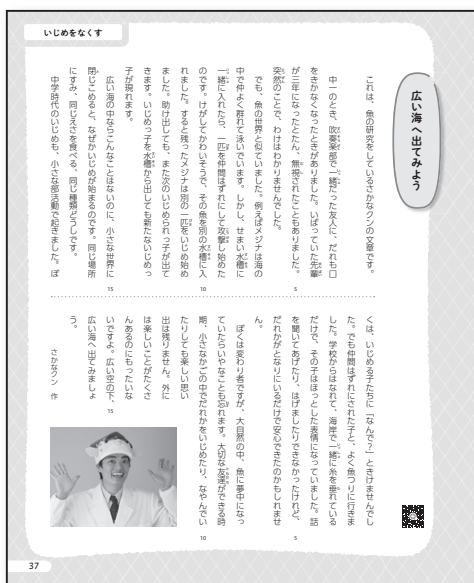 いじめをなくす
広い海へ出てみよう
これは、魚の研究をしているさかなクンの文章です。
中一のとき、吹奏楽部で一緒だった友人に、だれも口
をきかなくなったときがありました。いばっていた先輩
が三年になったとたん、無視されたこともありました。
突然のことで、わけはわかりませんでした。
でも、魚の世界と似ていました。例えばメジナは海の
中で仲よく群れて泳いでいます。しかし、せまい水槽に
一緒に入れたら、一匹を仲間はずれにして攻撃し始めた
のです。けがしてかわいそうで、その魚を別の水槽に入
れました。すると残ったメジナは別の一匹をいじめ始め
ました。助け出しても、また次のいじめられっ子が出て
きます。いじめっ子を水槽から出しても新たないじめっ
子が現れます。
広い海の中ならこんなことはないのに、小さな世界に
閉じこめると、なぜかいじめが始まるのです。同じ場所
にすみ、同じえさを食べる、同じ種類どうしです。
中学時代のいじめも、小さな部活動で起きました。ぼ
5
10
15
くは、いじめる子たちに「なんで?」ときけませんでし
た。でも仲間はずれにされた子と、よく魚つりに行きま
した。学校からはなれて、海岸で一緒に糸を垂れている
だけで、その子はほっとした表情になっていました。話
を聞いてあげたり、はげましたりできなかったけれど、
だれかがとなりにいるだけで安心できたのかもしれませ
ん。
ぼくは変わり者ですが、大自然の中、魚に夢中になっ
ていたらいやなことも忘れます。大切な友達ができる時
期、小さなかごの中でだれかをいじめたり、なやんでい
たりしても楽しい思い
出は残りません。外に
は楽しいことがたくさ
んあるのにもったいな
いですよ。広い空の下、
広い海へ出てみましょ
う。
さかなクン 作
5
10
15
37